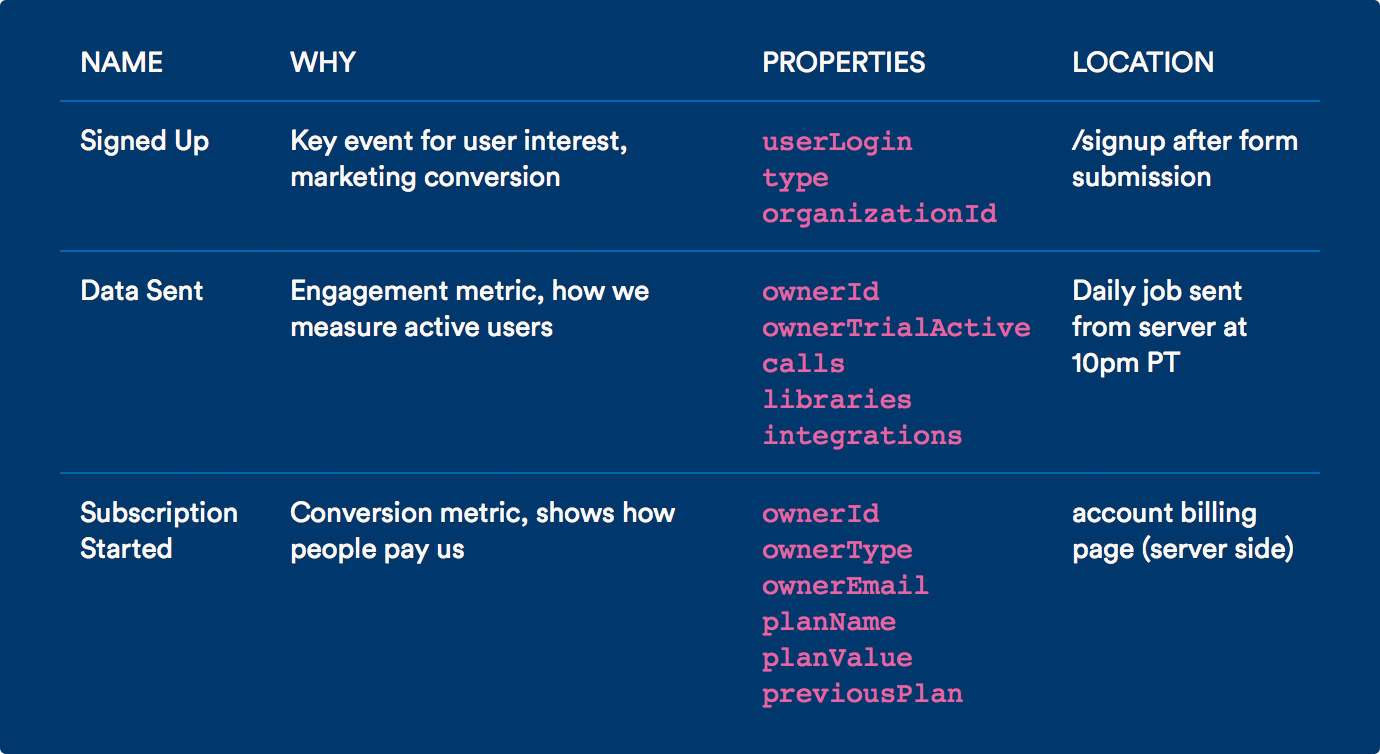 NAME WHY PROPERTIES LOCATION
Signed Up Key event for user interest, userLogin /signup after form
marketing conversion type submission
organizationId
Data Sent Engagement metric, how we ownerId Daily job sent
measure active users ownerTrialActive from server at
calls 10pm PT
libraries
integrations
Subscription Conversion metric, shows how ownerId account billing
Started people pay us ownerType page (server side)
ownerEmail
planName
planValue
previousPlan